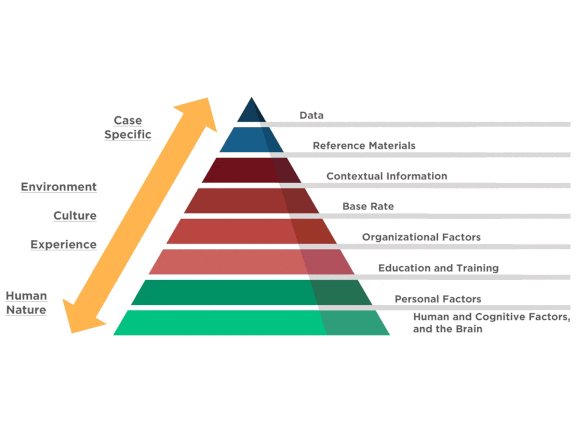 Case
Specific
Environment
Culture
Experience
Human
Nature
Data
Reference Materials
Contextual Information
Base Rate
Organizational Factors
Education and Training
Personal Factors
Human and Cognitive Factors,
and the Brain